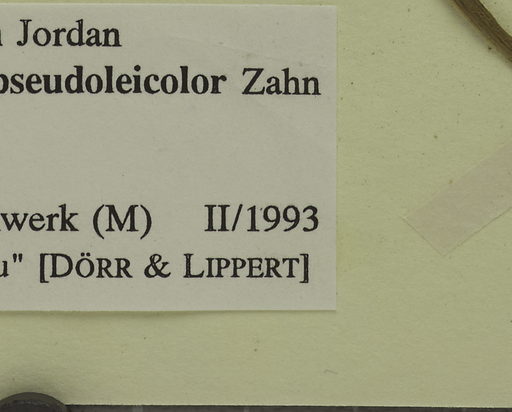 Jordan
pseudoleicolor Zahn
werk (M) II/1993
u" [DÖRR & LIPPERT]